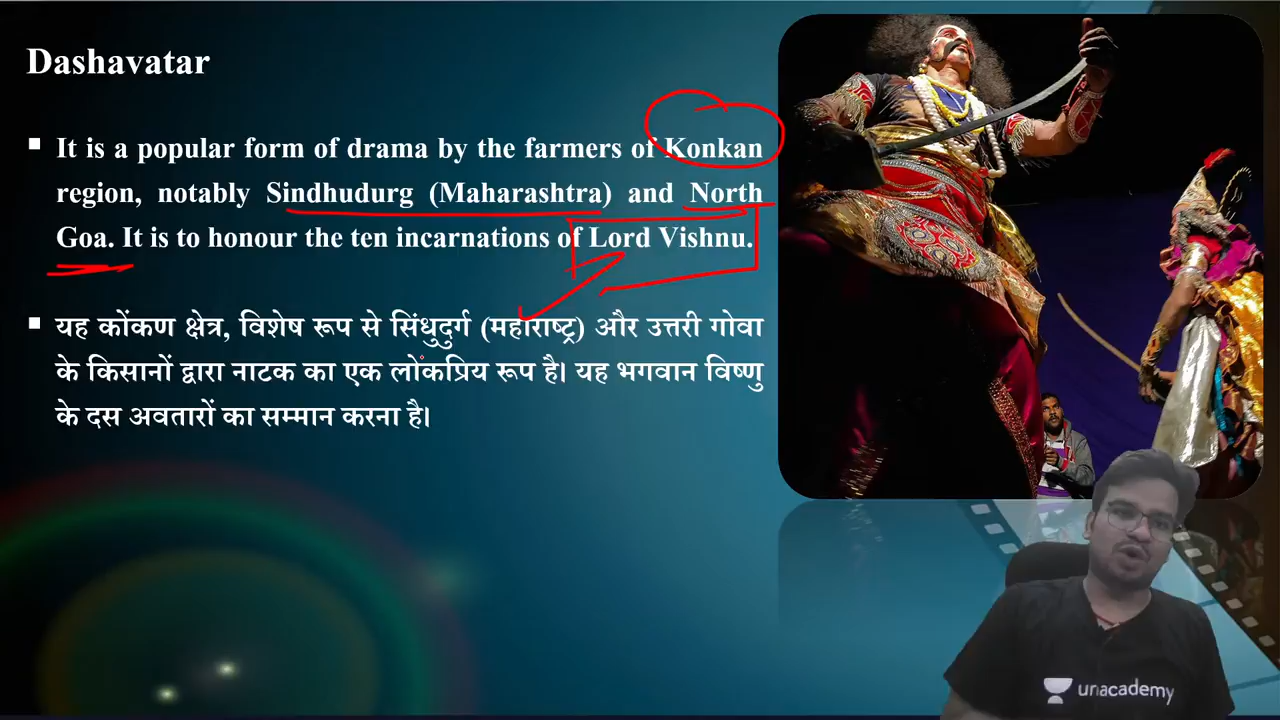 Dashavatar
It is a popular form of drama by the farmers of Konkan
region, notably Sindhudurg (Maharashtra) and North
Goa. It is to honour the ten incarnations of Lord Vishnu.
यह कोंकण क्षेत्र, विशेष रूप से सिंधुदुर्ग (महाराष्ट्र) और उत्तरी गोवा
के किसानों द्वारा नाटक का एक लोकप्रिय रूप है। यह भगवान विष्णु
के दस अवतारों का सम्मान करना है।
unacademy